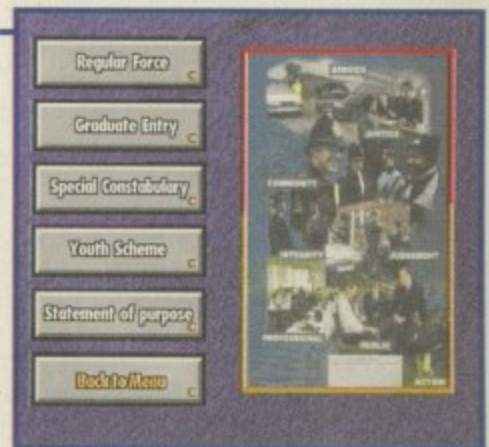 Regular Force
Graduate Entry
Special Constabulary
Youth Scheme
Statement of purpose
Back to Menu
SERVICE
JUSTICE
COMMUNITY
INTEGRITY
JUDGMENT
PROFESSIONAL
PUBLIC
ACTION